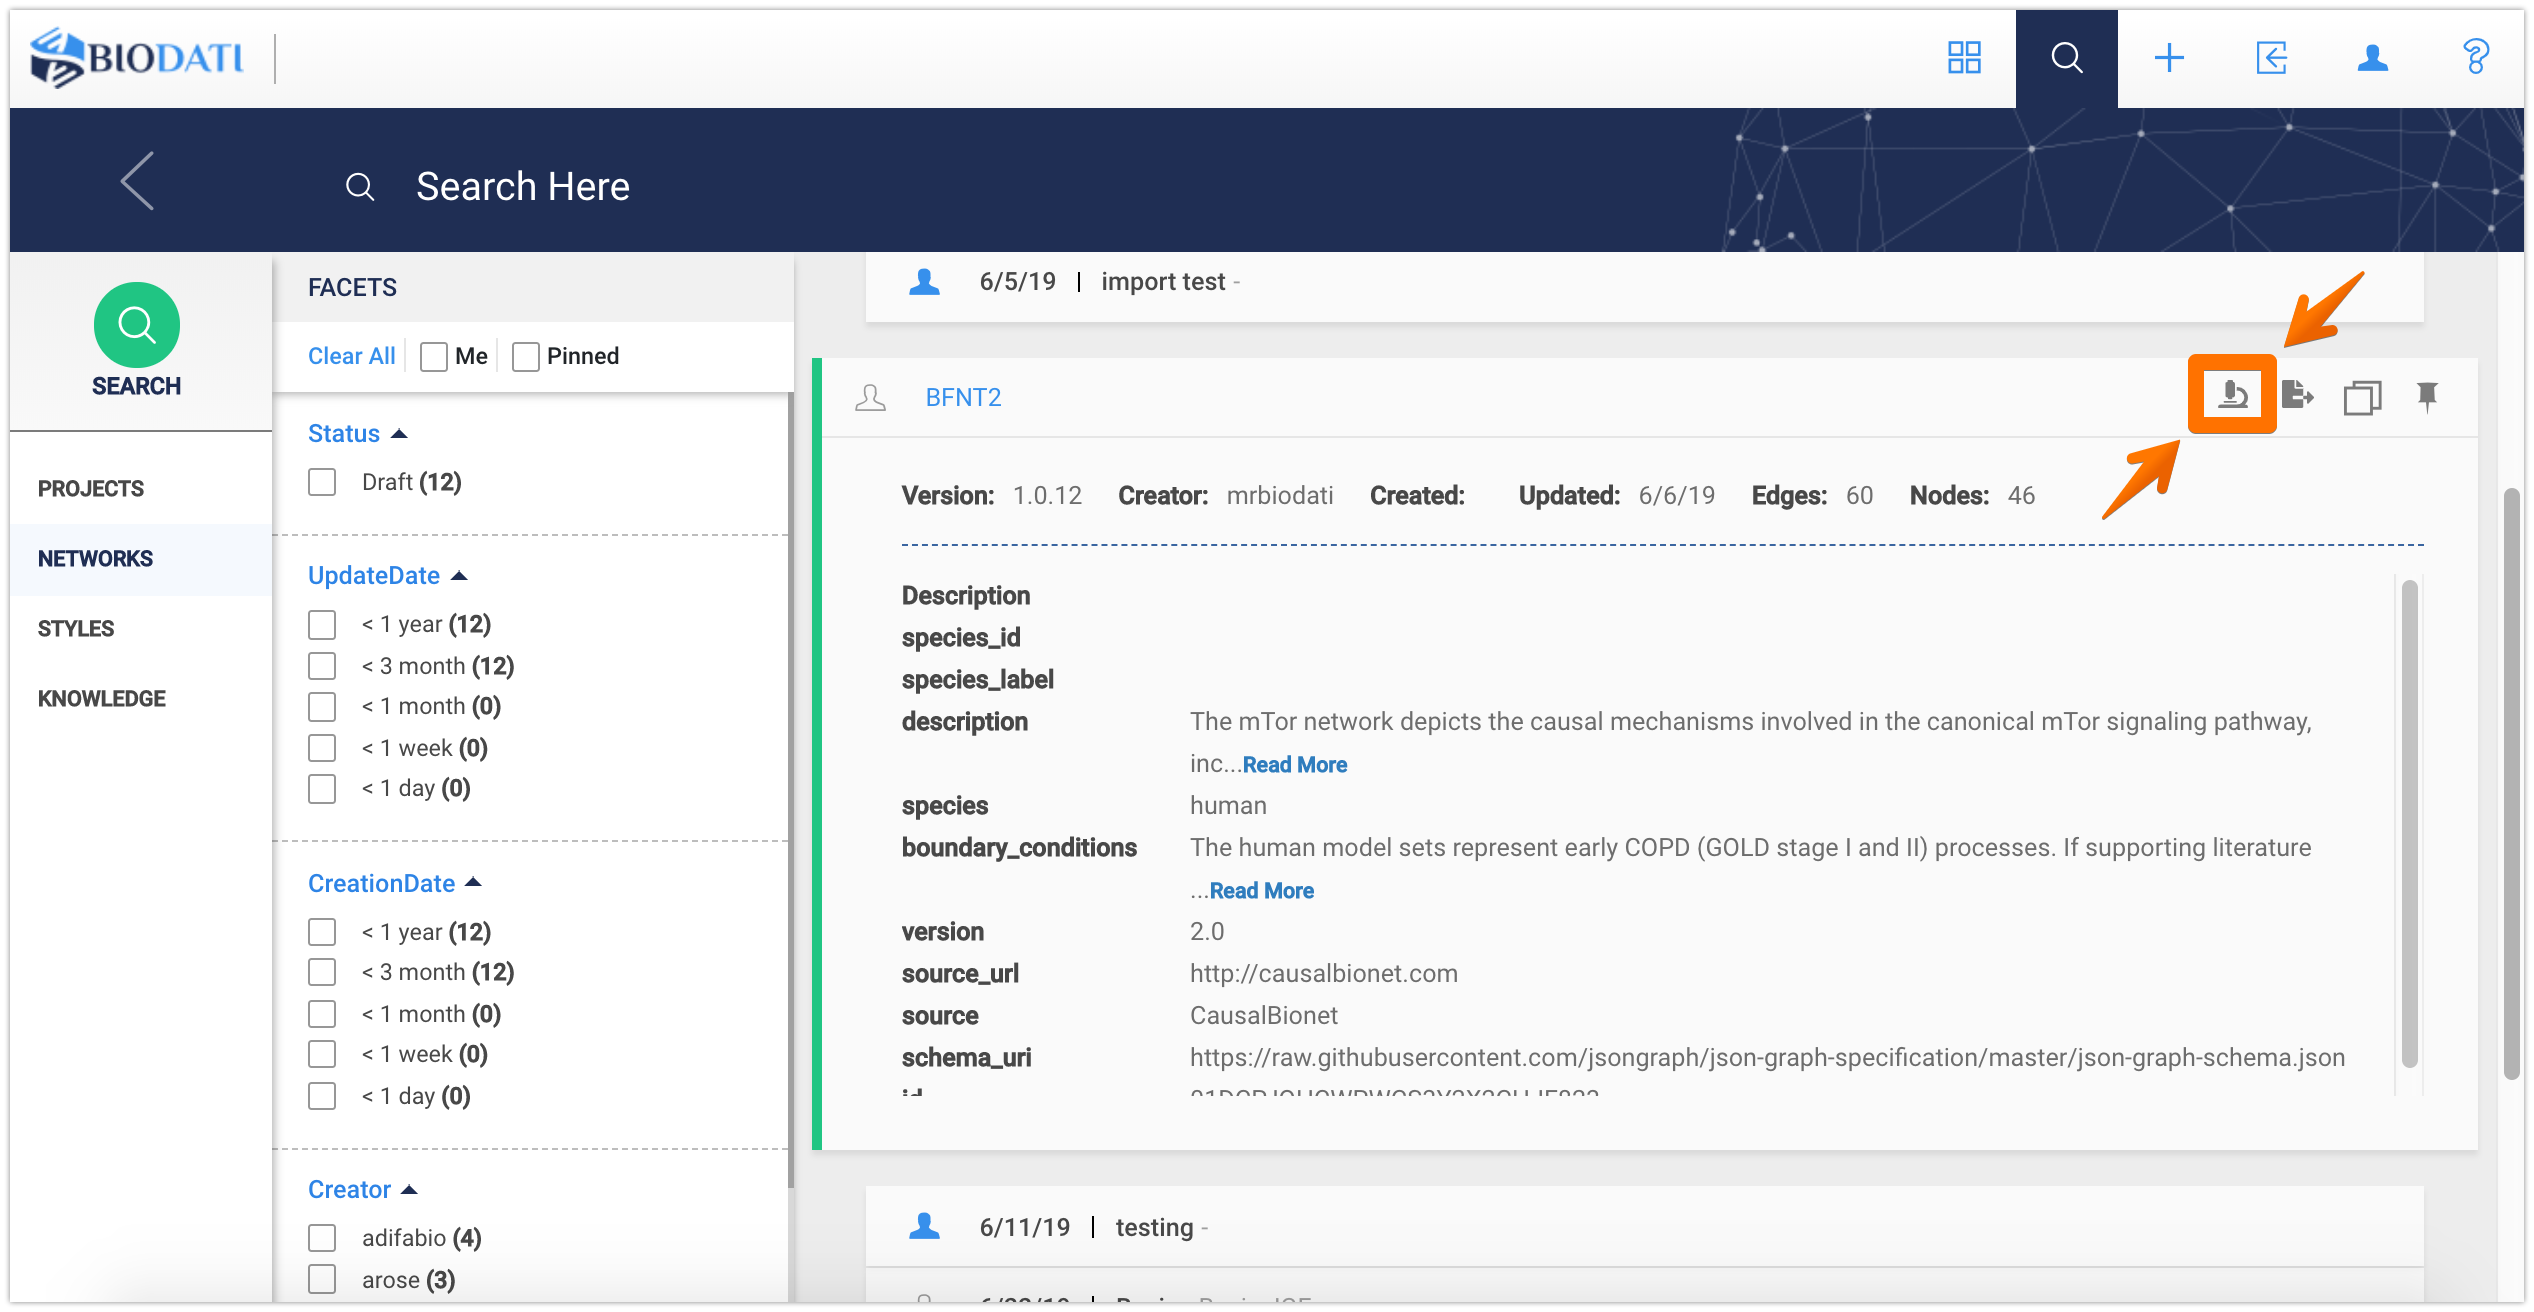 BIODATI
Search Here
SEARCH
PROJECTS
NETWORKS
STYLES
KNOWLEDGE
FACETS
Clear All Me Pinned
Status
Draft (12)
UpdateDate
< 1 year (12)
< 3 month (12)
< 1 month (0)
< 1 week (0)
< 1 day (0)
CreationDate
< 1 year (12)
< 3 month (12)
< 1 month (0)
< 1 week (0)
< 1 day (0)
Creator
adifabio (4)
arose (3)
6/5/19 | import test -
BFNT2
Version: 1.0.12 Creator: mrbiodati Created: Updated: 6/6/19 Edges: 60 Nodes: 46
Description
species_id
species_label
description The mTor network depicts the causal mechanisms involved in the canonical mTor signaling pathway,
inc...Read More
species human
boundary_conditions The human model sets represent early COPD (GOLD stage I and II) processes. If supporting literature
...Read More
version 2.0
source_url http://causalbionet.com
source CausalBionet
schema_uri https://raw.githubusercontent.com/jsongraph/json-graph-specification/master/json-graph-schema.json
id
6/11/19 | testing -